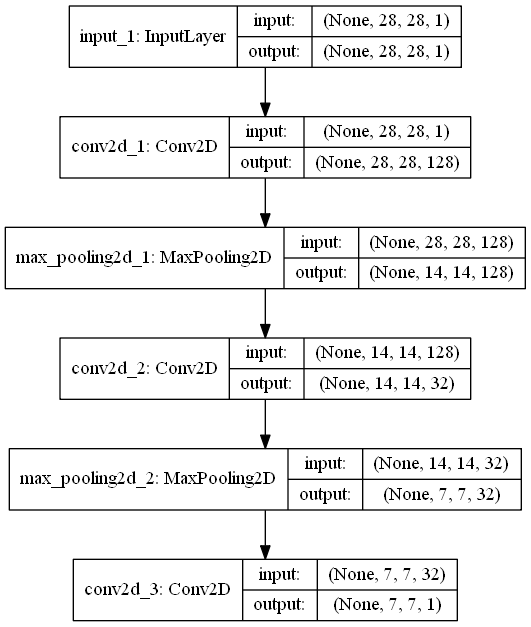 input_1: InputLayer
input: (None, 28, 28, 1)
output: (None, 28, 28, 1)
conv2d_1: Conv2D
input: (None, 28, 28, 1)
output: (None, 28, 28, 128)
max_pooling2d_1: MaxPooling2D
input: (None, 28, 28, 128)
output: (None, 14, 14, 128)
conv2d_2: Conv2D
input: (None, 14, 14, 128)
output: (None, 14, 14, 32)
max_pooling2d_2: MaxPooling2D
input: (None, 14, 14, 32)
output: (None, 7, 7, 32)
conv2d_3: Conv2D
input: (None, 7, 7, 32)
output: (None, 7, 7, 1)